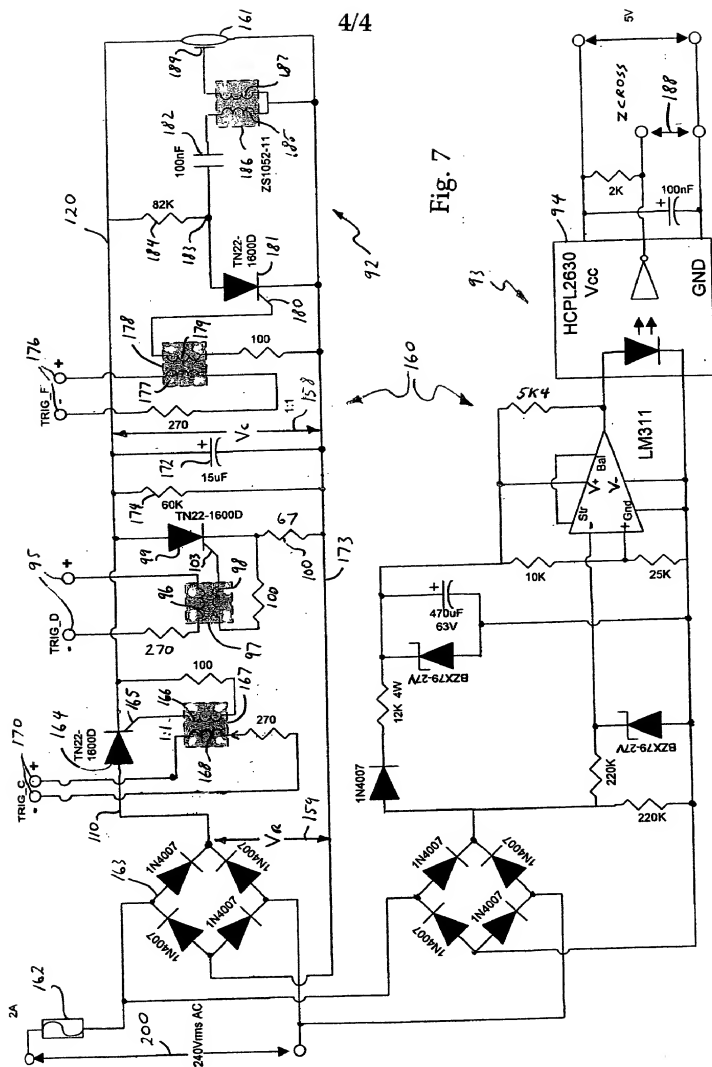 4/4
Fig. 7
2A
162
200
240Vrms AC
163
1N4007
1N4007
1N4007
1N4007
110
VR
159
164
TN22-
1600D
165
TRIG_C
-
+
170
1:1
166
167
168
100
270
95
TRIG_D
-
+
270
96
97
98
100
99
TN22-1600D
103
67
100
173
174
60K
172
+
15uF
Vc
1:1
158
120
176
TRIG_F
-
+
270
177
178
179
100
160
180
181
TN22-
1600D
183
184
82K
182
100nF
186
185
187
ZS1052-11
189
161
92
1N4007
1N4007
1N4007
1N4007
1N4007
12K 4W
220K
220K
BZX79-27V
BZX79-27V
+
470uF
63V
10K
25K
Str
Bal
V+
V-
Gnd
-
+
LM311
5K4
93
94
HCPL2630
Vcc
GND
2K
+
100nF
ZCROSS
188
5V